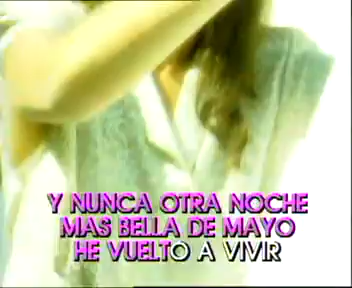 Y NUNCA OTRA NOCHE
MAS BELLA DE MAYO
HE VUELTO A VIVIR